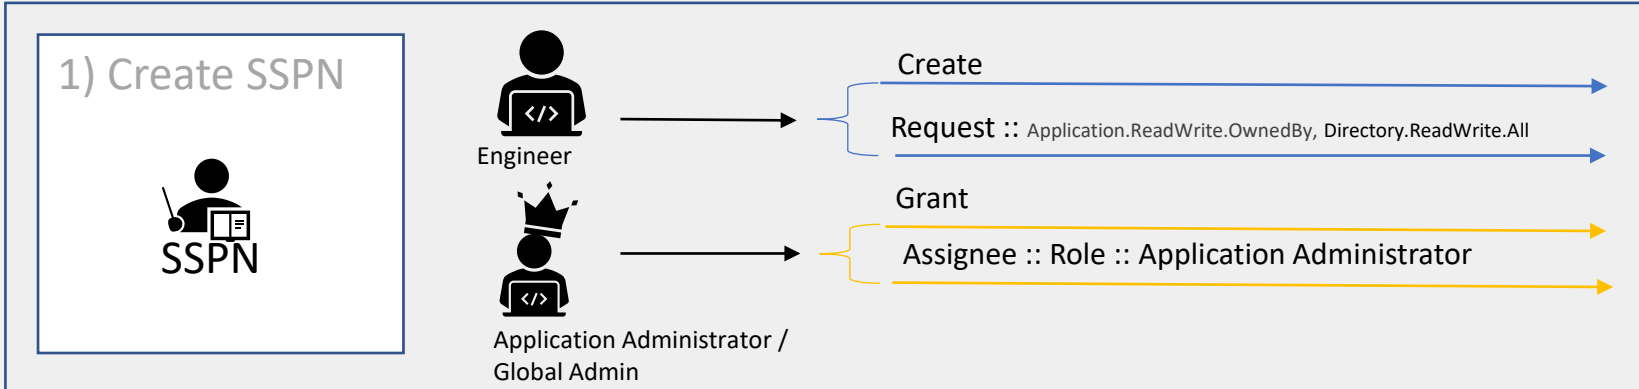 1) Create SSPN
SSPN
</>
Engineer
Create
Request :: Application.ReadWrite.OwnedBy, Directory.ReadWrite.All
</>
Application Administrator /
Global Admin
Grant
Assignee :: Role :: Application Administrator